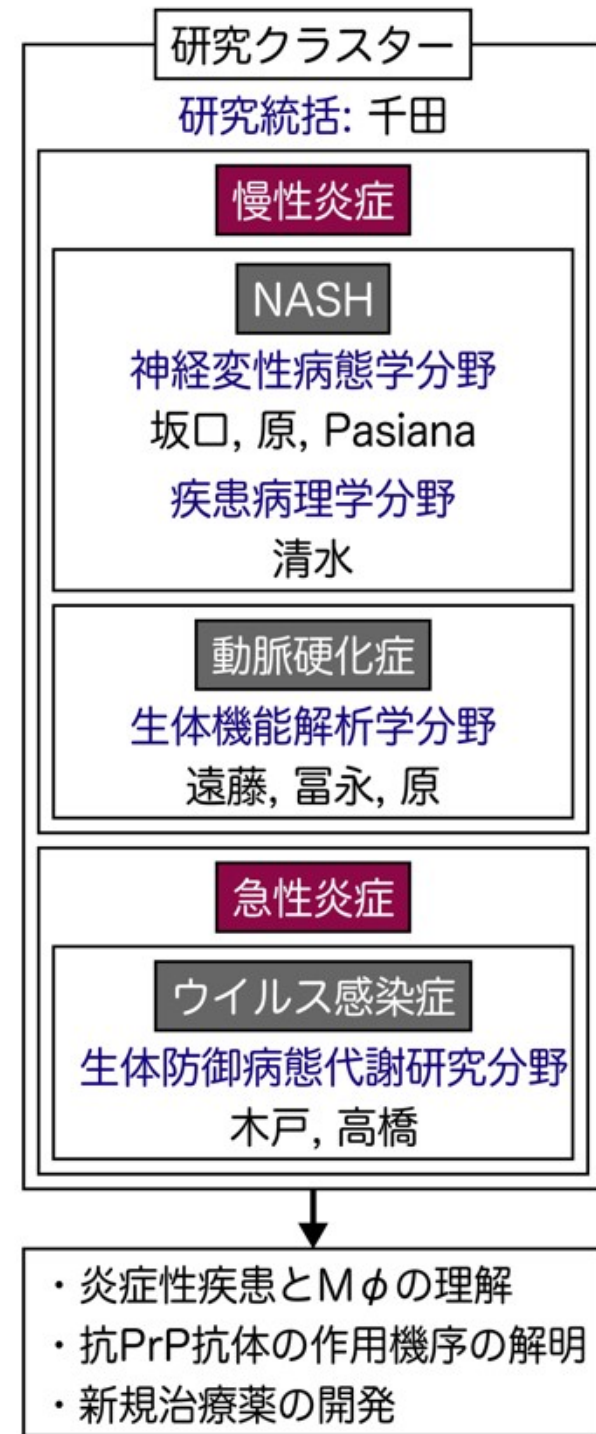 研究クラスター
研究統括: 千田
慢性炎症
NASH
神経変性病態学分野
坂口, 原, Pasiana
疾患病理学分野
清水
動脈硬化症
生体機能解析学分野
遠藤, 冨永, 原
急性炎症
ウイルス感染症
生体防御病態代謝研究分野
木戸, 高橋
・炎症性疾患とMφの理解
・抗PrP抗体の作用機序の解明
・新規治療薬の開発